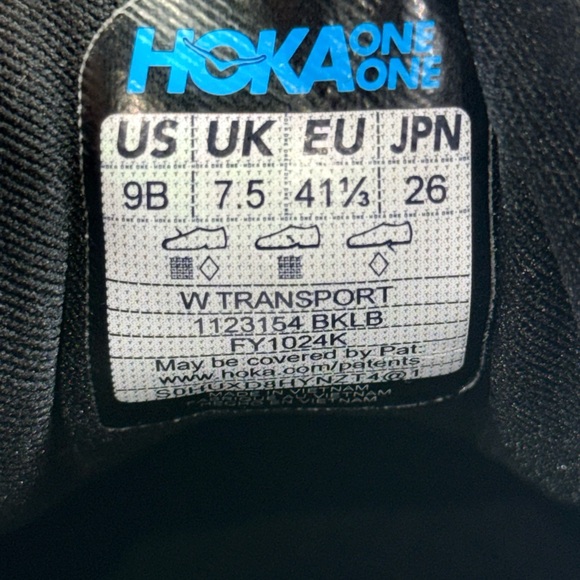 HOKA ONE ONE
US UK EU JPN
9B 7.5 41⅓ 26
W TRANSPORT
1123154 BKLB
FY1024K
May be covered by Pat:
www.hoka.com/patents
MADE IN VIETNAM